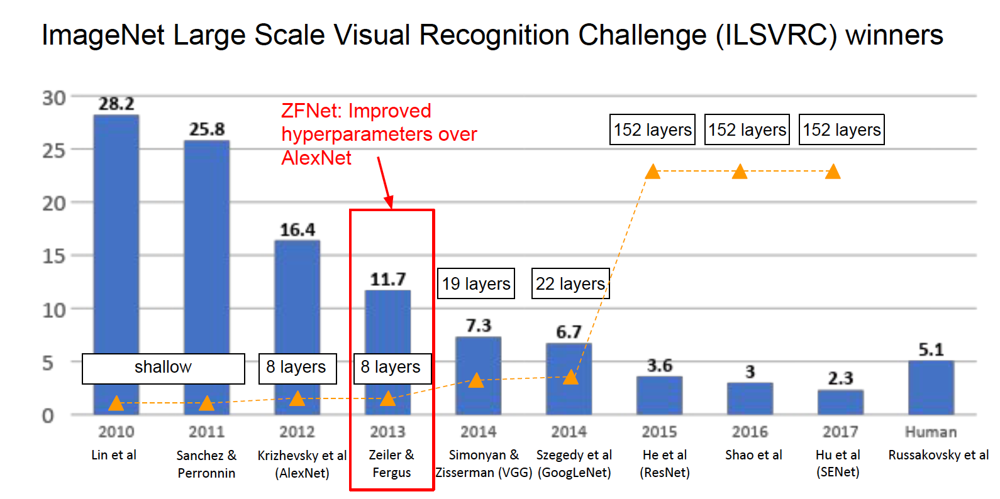 ImageNet Large Scale Visual Recognition Challenge (ILSVRC) winners
30
25
20
15
10
5
0
28.2
25.8
16.4
11.7
7.3
6.7
3.6
3
2.3
5.1
ZFNet: Improved
hyperparameters over
AlexNet
shallow
8 layers
8 layers
19 layers
22 layers
152 layers
152 layers
152 layers
2010
Lin et al
2011
Sanchez &
Perronnin
2012
Krizhevsky et al
(AlexNet)
2013
Zeiler &
Fergus
2014
Simonyan &
Zisserman (VGG)
2014
Szegedy et al
(GoogLeNet)
2015
He et al
(ResNet)
2016
Shao et al
2017
Hu et al
(SENet)
Human
Russakovsky et al